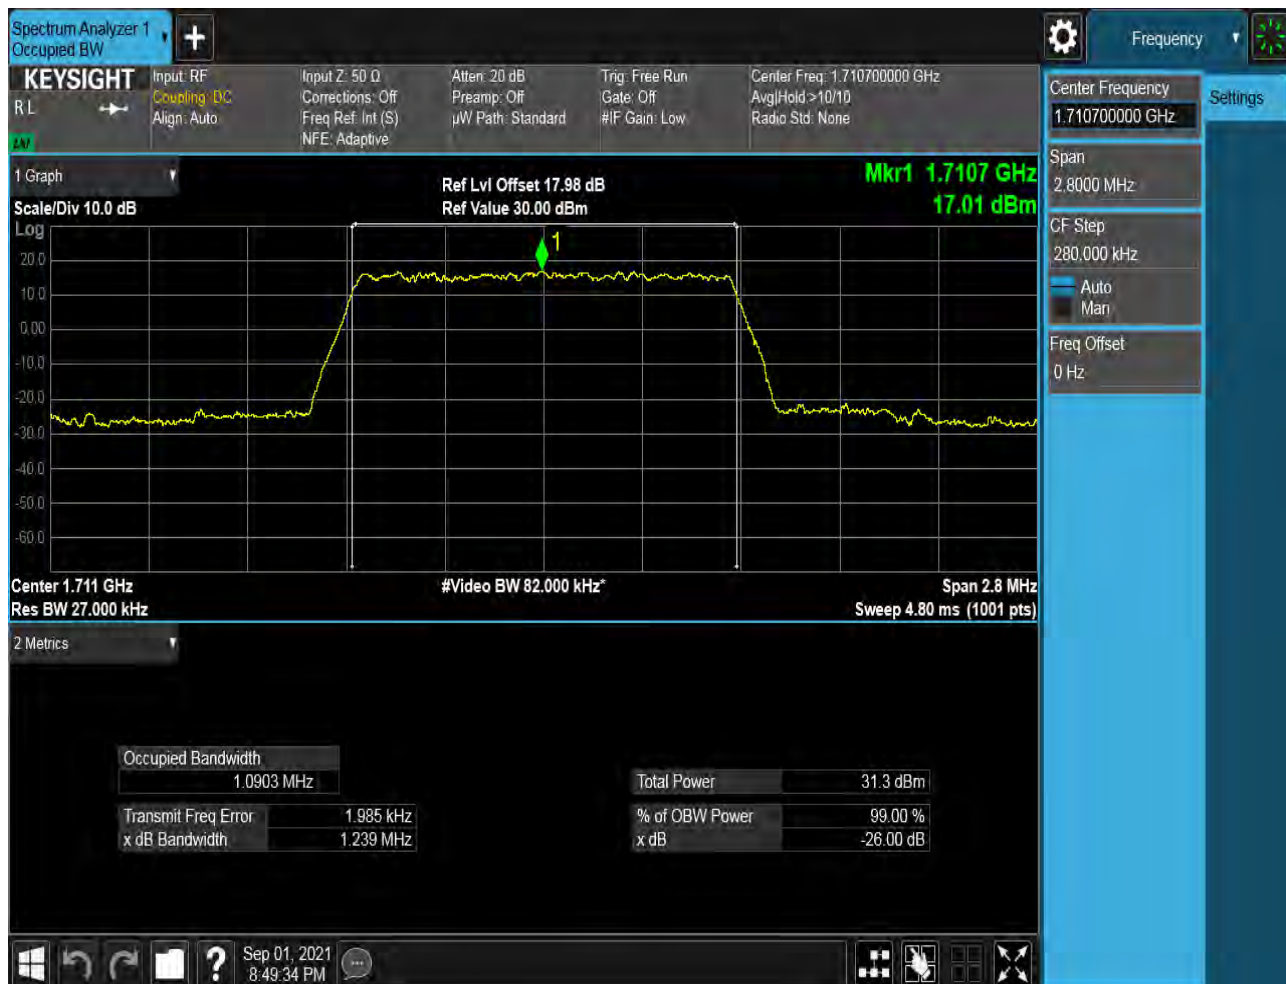 Spectrum Analyzer 1
Occupied BW
Frequency
KEYSIGHT
R L
Input: RF
Coupling: DC
Align: Auto
Input Z: 50 Ω
Corrections: Off
Freq Ref: Int (S)
NFE: Adaptive
Atten: 20 dB
Preamp: Off
µW Path: Standard
Trig: Free Run
Gate: Off
#IF Gain: Low
Center Freq: 1.710700000 GHz
Avg|Hold:>10/10
Radio Std: None
Center Frequency
1.710700000 GHz
Settings
Span
2.8000 MHz
CF Step
280.000 kHz
Auto
Man
Freq Offset
0 Hz
1 Graph
Scale/Div 10.0 dB
Ref Lvl Offset 17.98 dB
Ref Value 30.00 dBm
Mkr1 1.7107 GHz
17.01 dBm
Log
1
20.0
10.0
0.00
-10.0
-20.0
-30.0
-40.0
-50.0
-60.0
Center 1.711 GHz
#Video BW 82.000 kHz*
Span 2.8 MHz
Res BW 27.000 kHz
Sweep 4.80 ms (1001 pts)
2 Metrics
Occupied Bandwidth
1.0903 MHz
Total Power 31.3 dBm
Transmit Freq Error 1.985 kHz
% of OBW Power 99.00 %
x dB Bandwidth 1.239 MHz
x dB -26.00 dB
?
Sep 01, 2021
8:49:34 PM